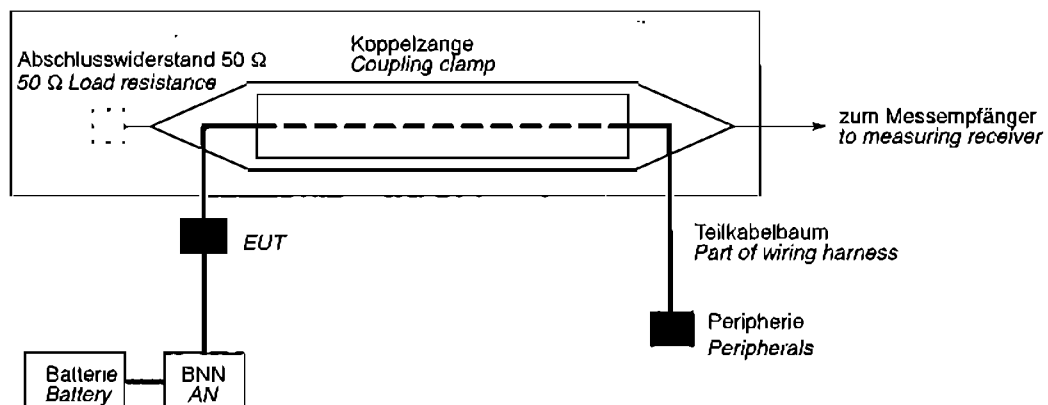 Abschlusswiderstand 50 Ω
50 Ω Load resistance
Koppelzange
Coupling clamp
zum Messempfänger
to measuring receiver
EUT
Teilkabelbaum
Part of wiring harness
Peripherie
Peripherals
Batterie
Battery
BNN
AN